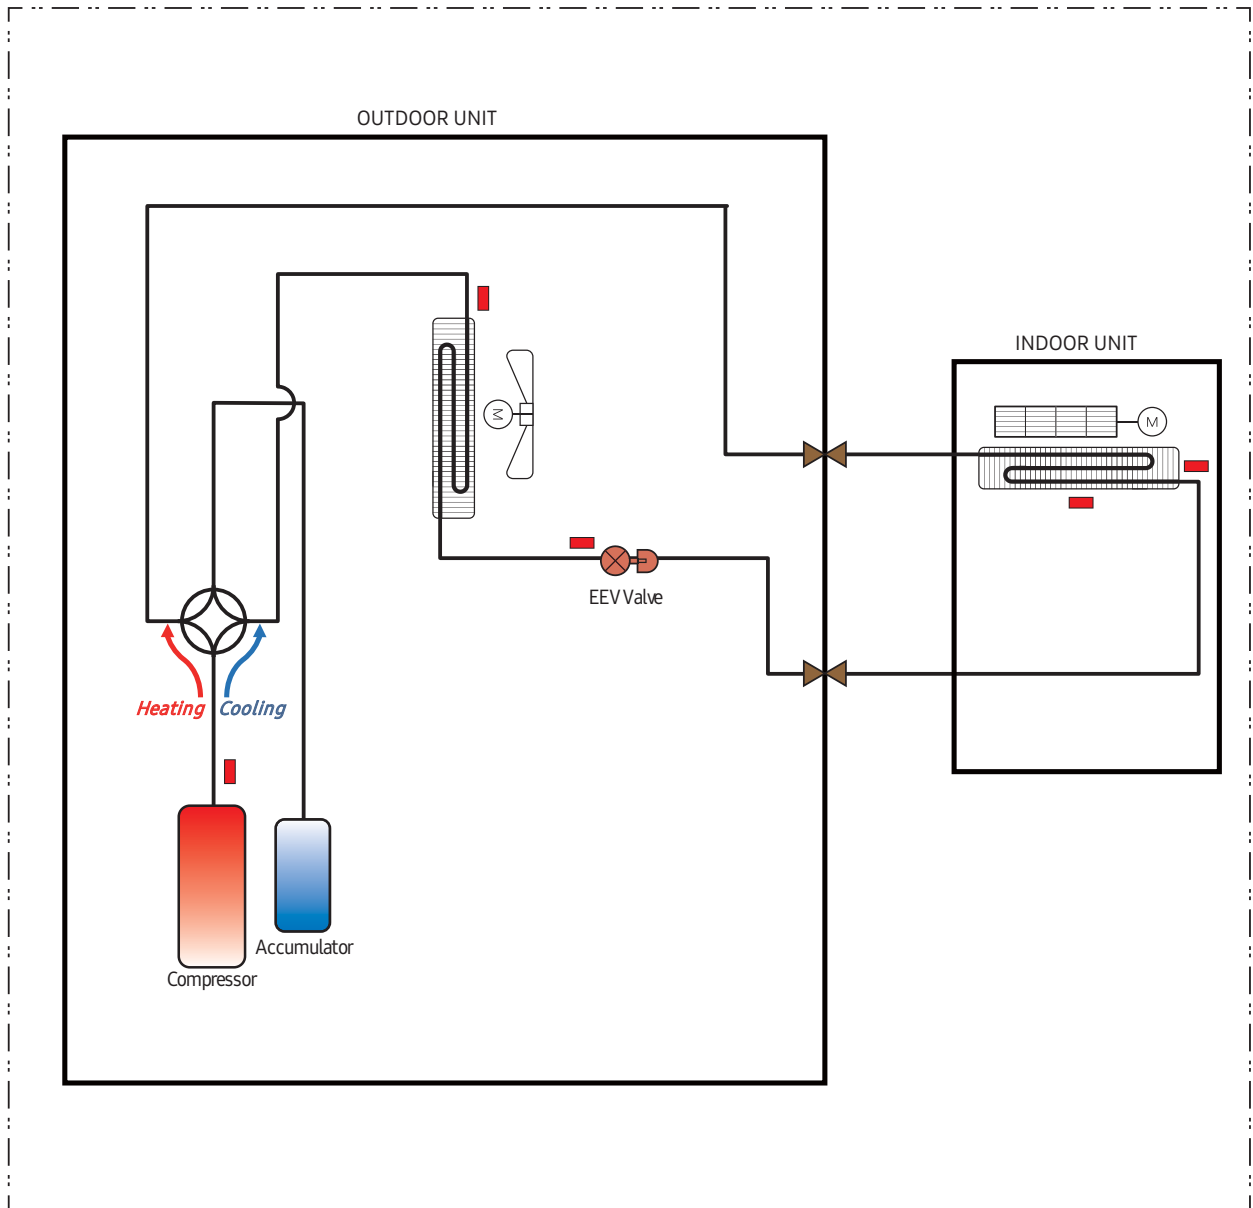 OUTDOOR UNIT
INDOOR UNIT
M
M
EEV Valve
Heating Cooling
Accumulator
Compressor